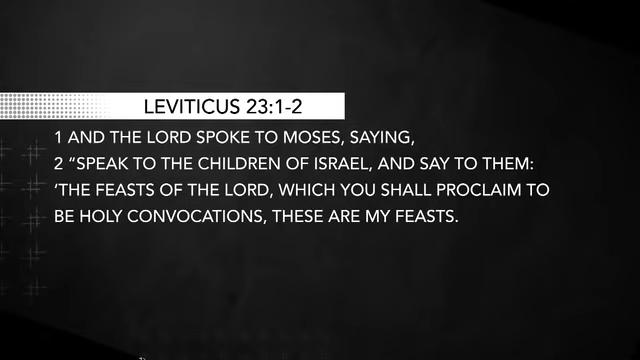 LEVITICUS 23:1-2
1 AND THE LORD SPOKE TO MOSES, SAYING,
2 “SPEAK TO THE CHILDREN OF ISRAEL, AND SAY TO THEM:
‘THE FEASTS OF THE LORD, WHICH YOU SHALL PROCLAIM TO
BE HOLY CONVOCATIONS, THESE ARE MY FEASTS.